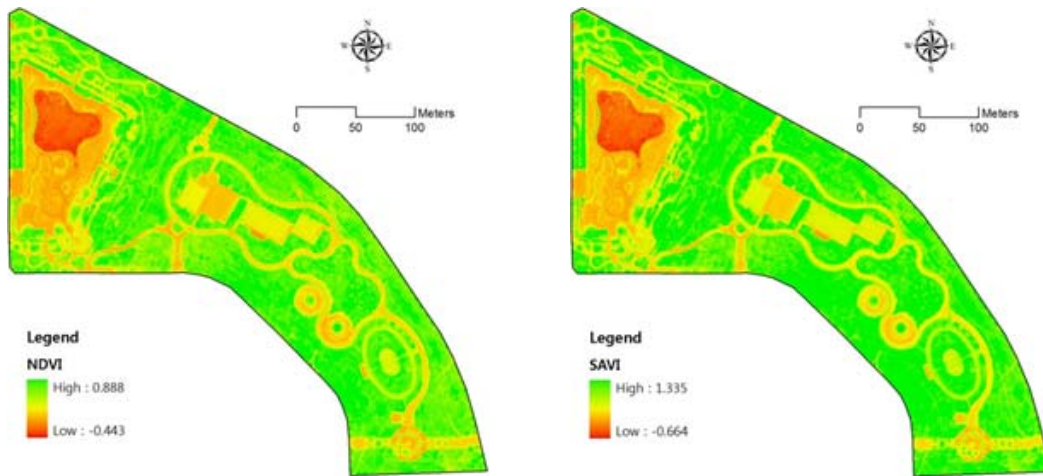 N
W E
S
Meters
0 50 100
Legend
NDVI
High : 0.888
Low : -0.443
N
W E
S
Meters
0 50 100
Legend
SAVI
High : 1.335
Low : -0.664